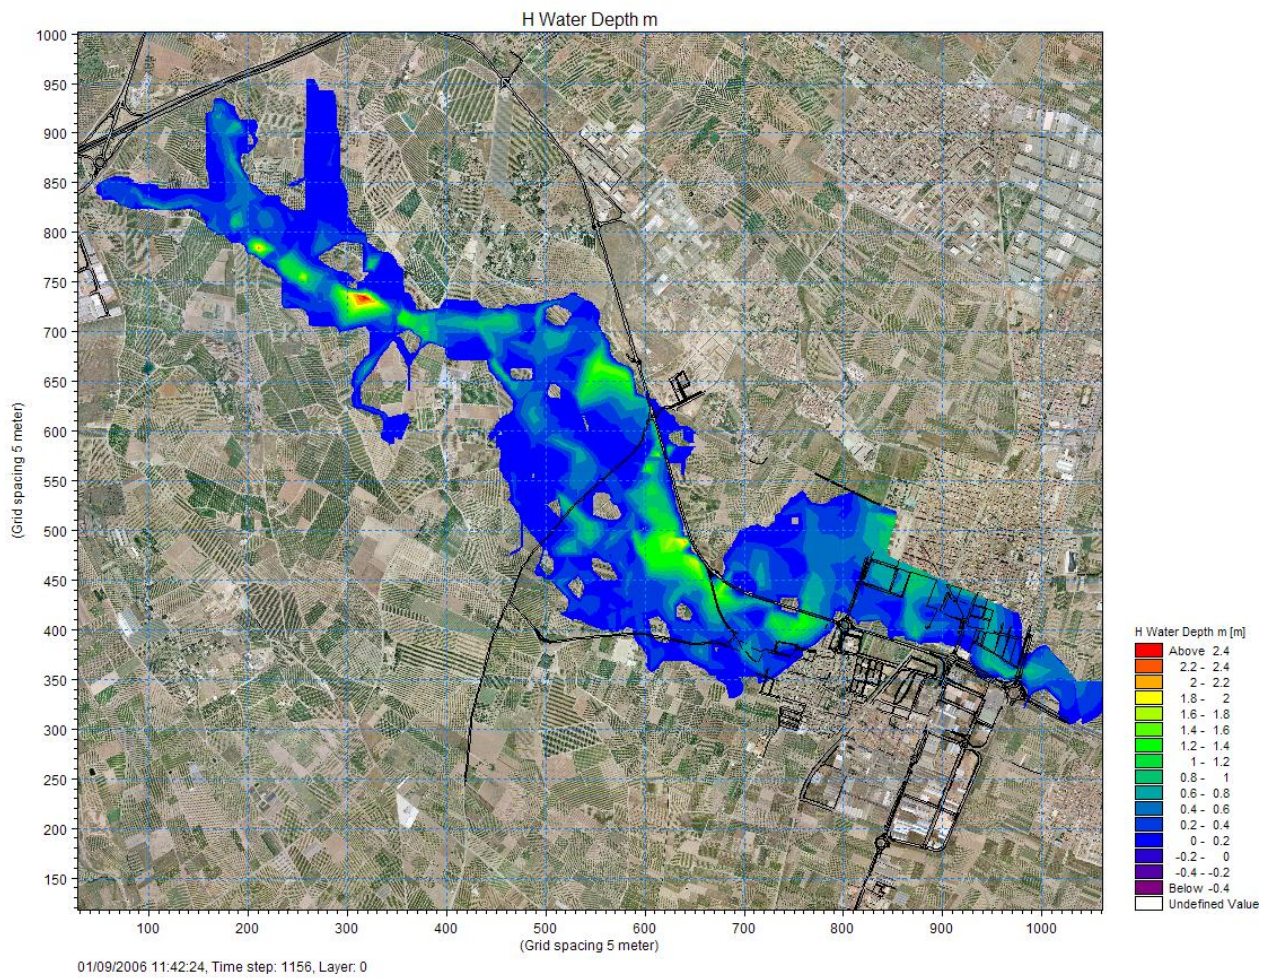 H Water Depth m
1000
950
900
850
800
750
700
650
600
550
500
450
400
350
300
250
200
150
(Grid spacing 5 meter)
100 200 300 400 500 600 700 800 900 1000
(Grid spacing 5 meter)
01/09/2006 11:42:24, Time step: 1156, Layer: 0
H Water Depth m [m]
Above 2.4
2.2 - 2.4
2 - 2.2
1.8 - 2
1.6 - 1.8
1.4 - 1.6
1.2 - 1.4
1 - 1.2
0.8 - 1
0.6 - 0.8
0.4 - 0.6
0.2 - 0.4
0 - 0.2
-0.2 - 0
-0.4 - -0.2
Below -0.4
Undefined Value